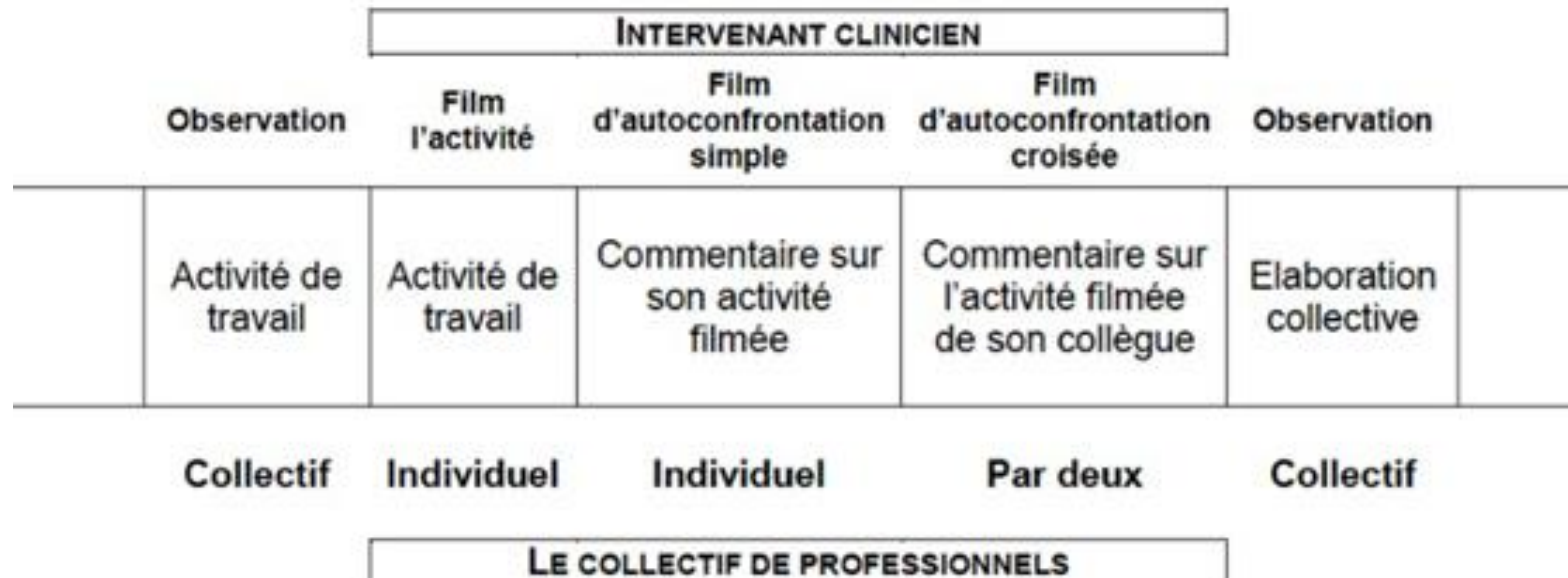 INTERVENANT CLINICIEN
Observation
Film
l'activité
Film
d'autoconfrontation
simple
Film
d'autoconfrontation
croisée
Observation
Activité de
travail
Activité de
travail
Commentaire sur
son activité
filmée
Commentaire sur
l'activité filmée
de son collègue
Elaboration
collective
Collectif
Individuel
Individuel
Par deux
Collectif
LE COLLECTIF DE PROFESSIONNELS